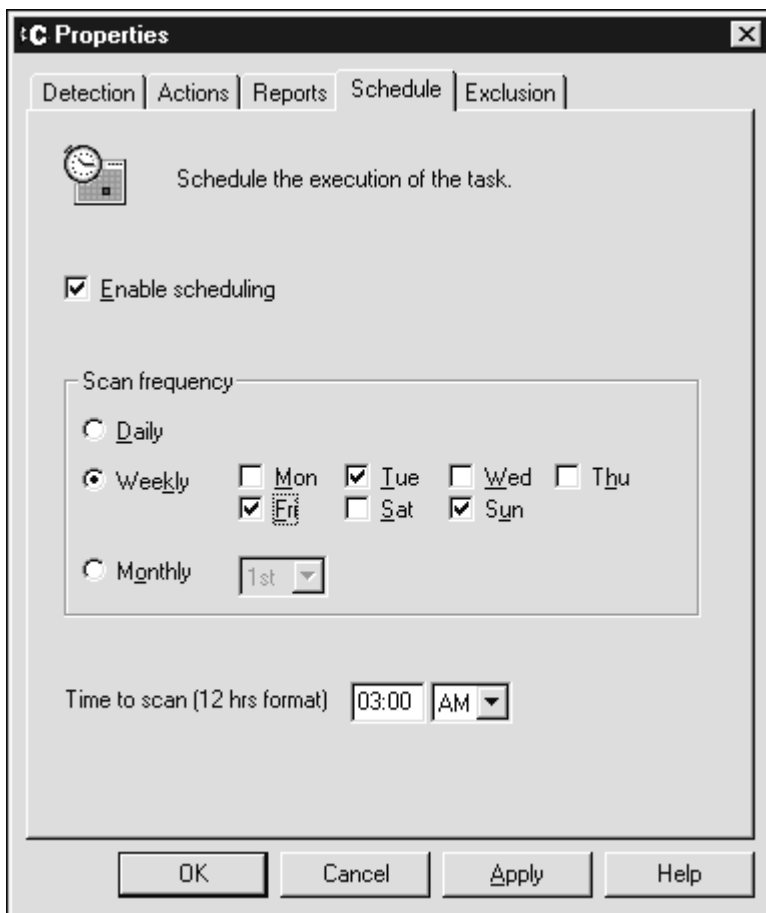 :C Properties
Detection Actions Reports Schedule Exclusion
Schedule the execution of the task.
Enable scheduling
Scan frequency
Daily
Weekly Mon Tue Wed Thu
Fri Sat Sun
Monthly 1st
Time to scan (12 hrs format) 03:00 AM
OK Cancel Apply Help